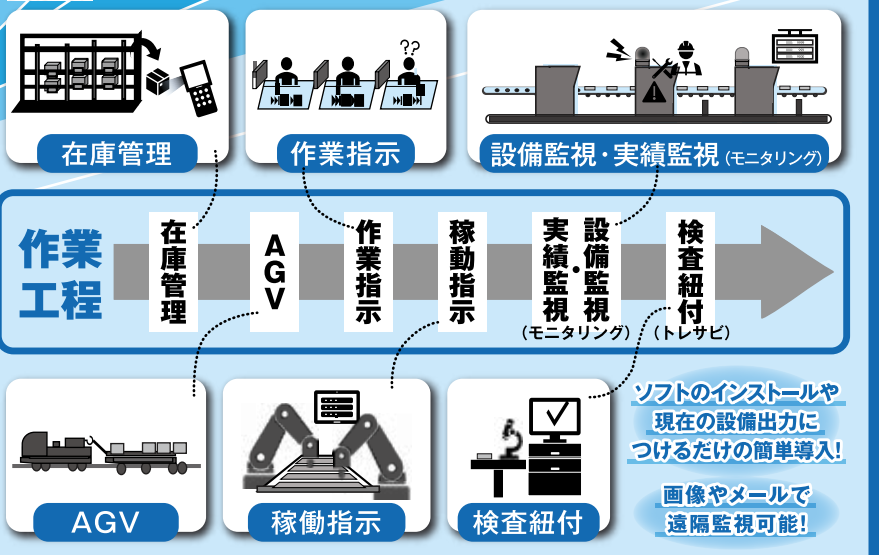 在庫管理
??
作業指示
設備監視・実績監視(モニタリング)
作業
工程
在庫管理
AGV
作業指示
稼動指示
設備監視・
実績監視
(モニタリング)
検査紐付
(トレサビ)
AGV
稼働指示
検査紐付
ソフトのインストールや
現在の設備出力に
つけるだけの簡単導入!
画像やメールで
遠隔監視可能!